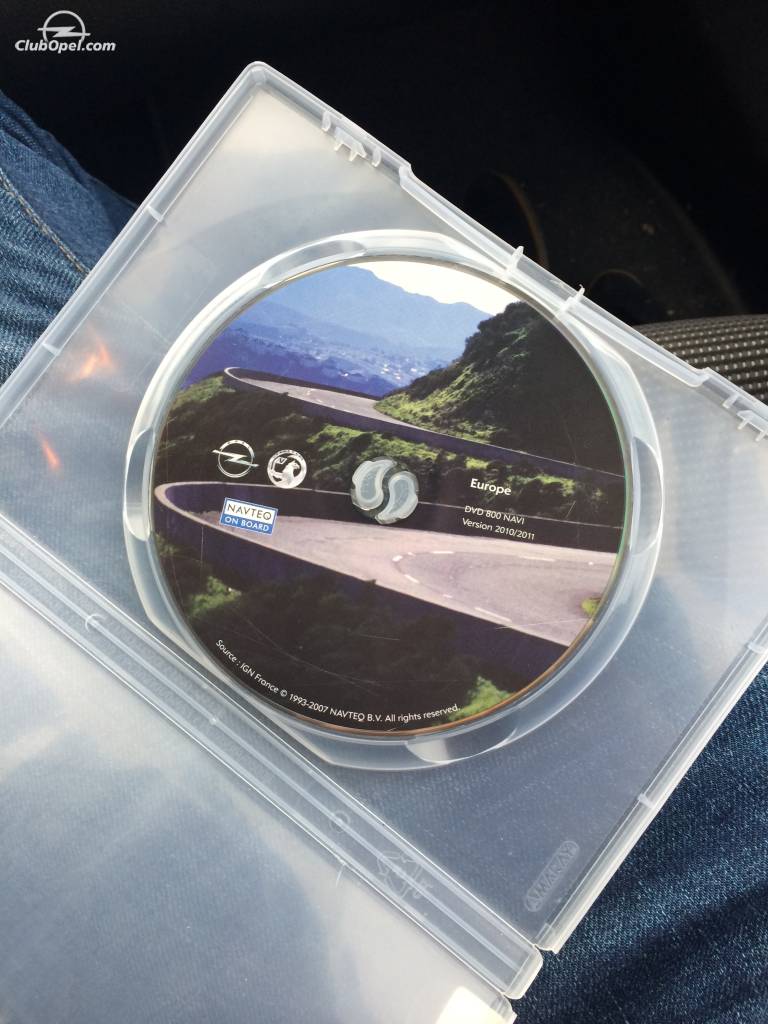 ClubOpel.com
Europe
DVD 800 NAVI
Version 2010/2011
NAVTEQ
ON BOARD
Source : IGN France © 1993-2007 NAVTEQ B.V. All rights reserved.
AMARAY